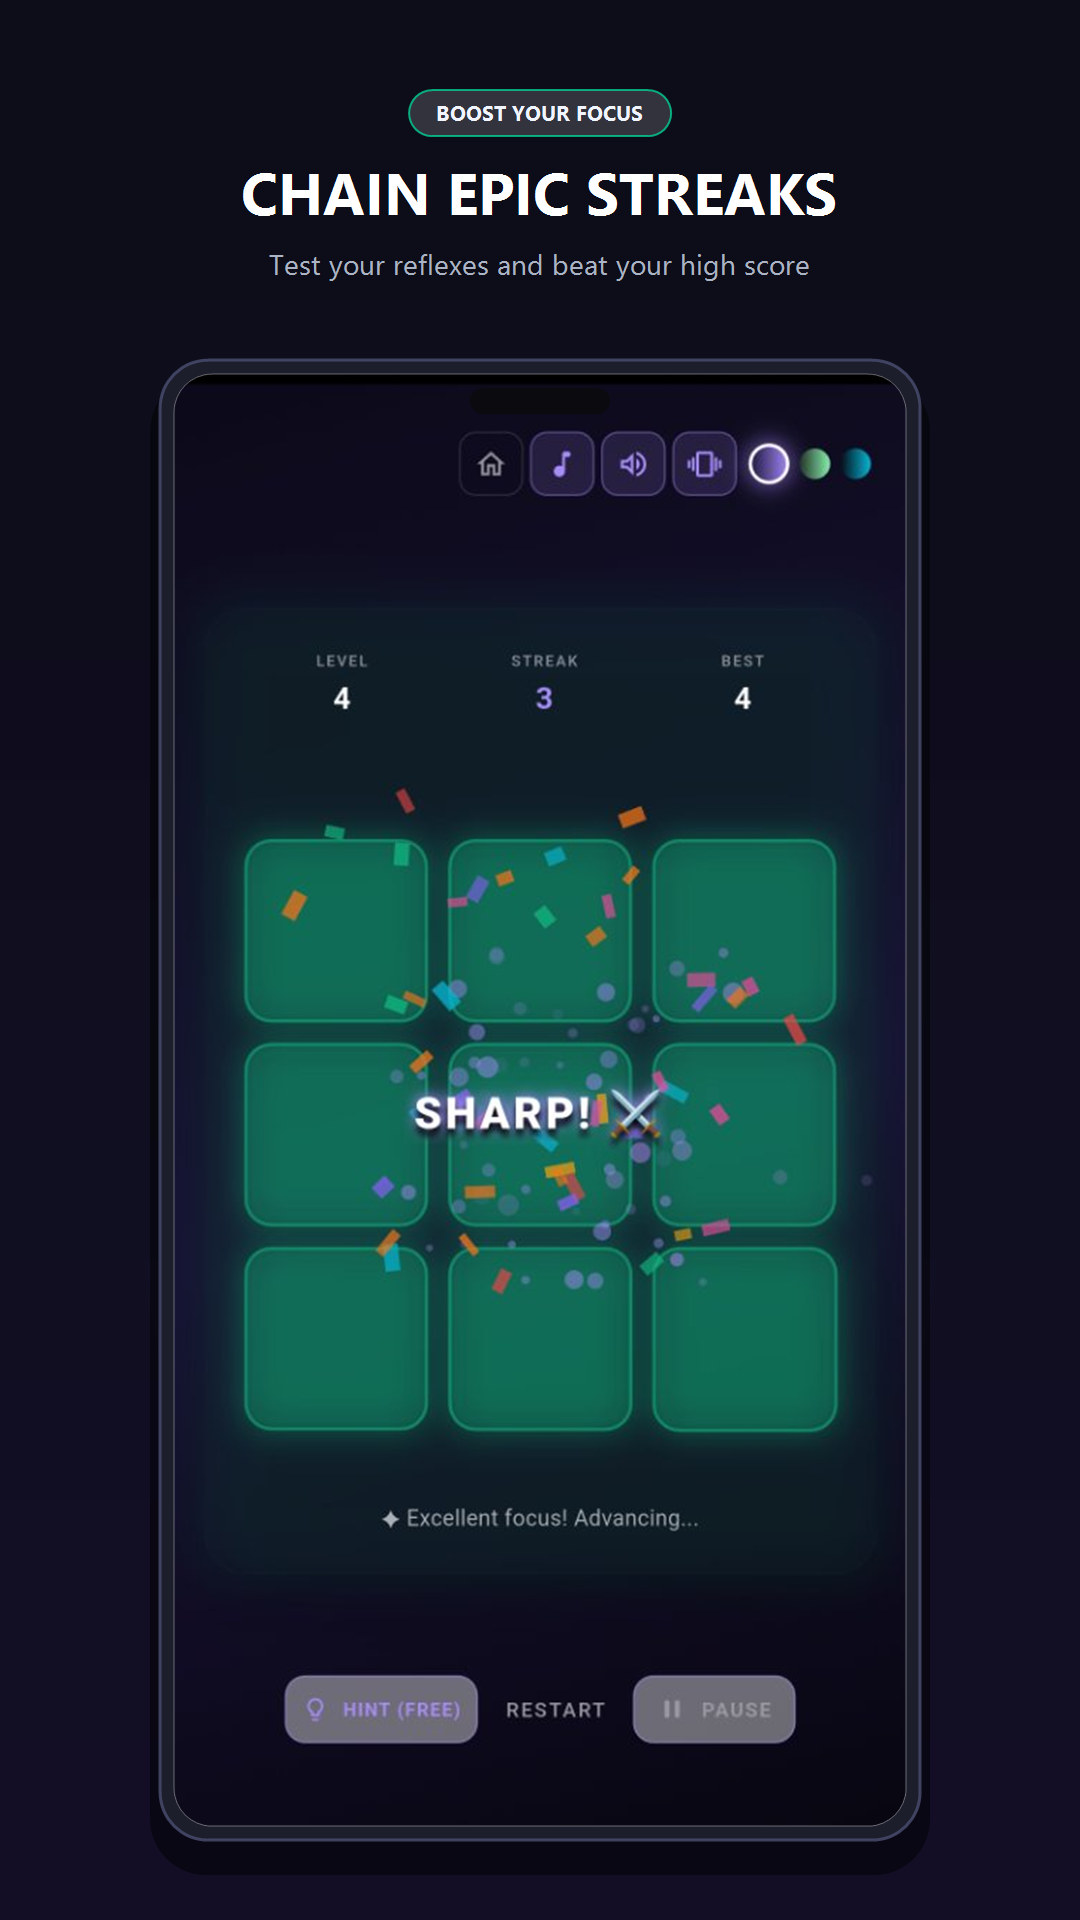 BOOST YOUR FOCUS
CHAIN EPIC STREAKS
Test your reflexes and beat your high score
LEVEL STREAK BEST
4 3 4
SHARP! ⚔️
✦ Excellent focus! Advancing...
HINT (FREE) RESTART PAUSE